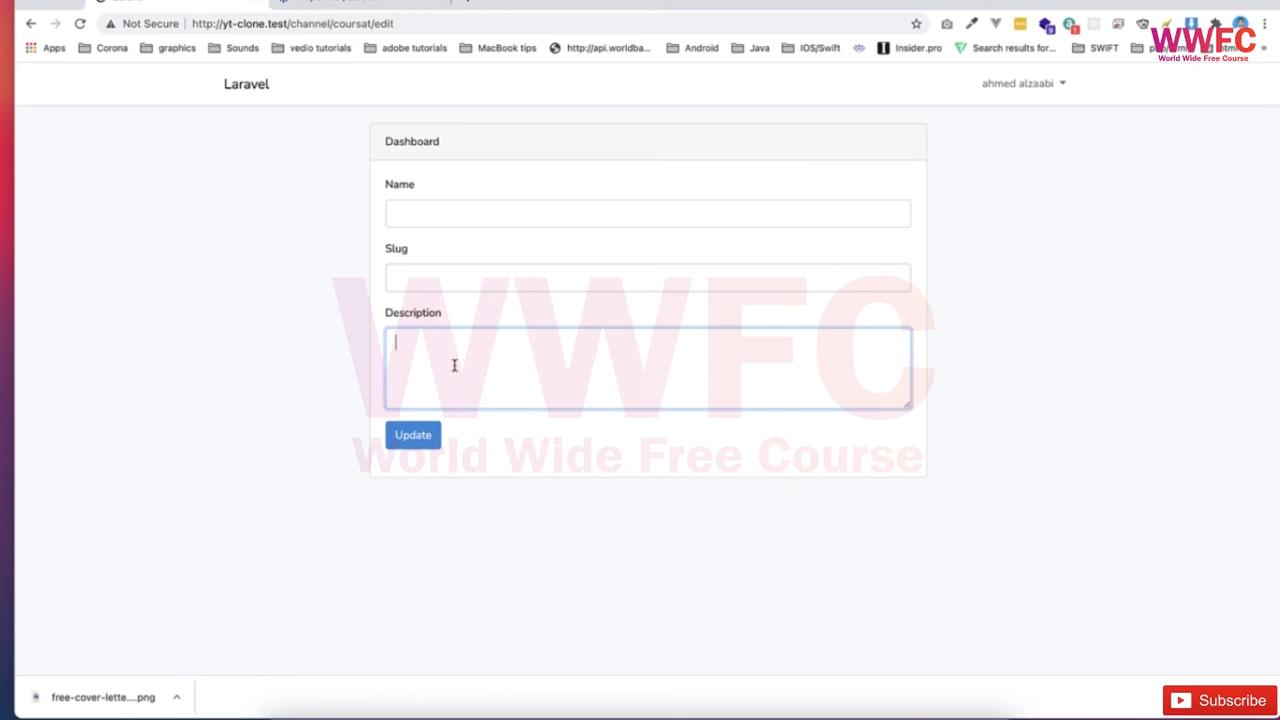 Not Secure http://yt-clone.test/channel/coursat/edit
Apps Corona graphics Sounds vedio tutorials adobe tutorials MacBook tips http://api.worldba... Android Java IOS/Swift Insider.pro Search results for... SWIFT
WWFC
World Wide Free Course
Laravel ahmed alzaabi
Dashboard
Name
Slug
Description
Update
WWFC
World Wide Free Course
free-cover-lette....png
Subscribe